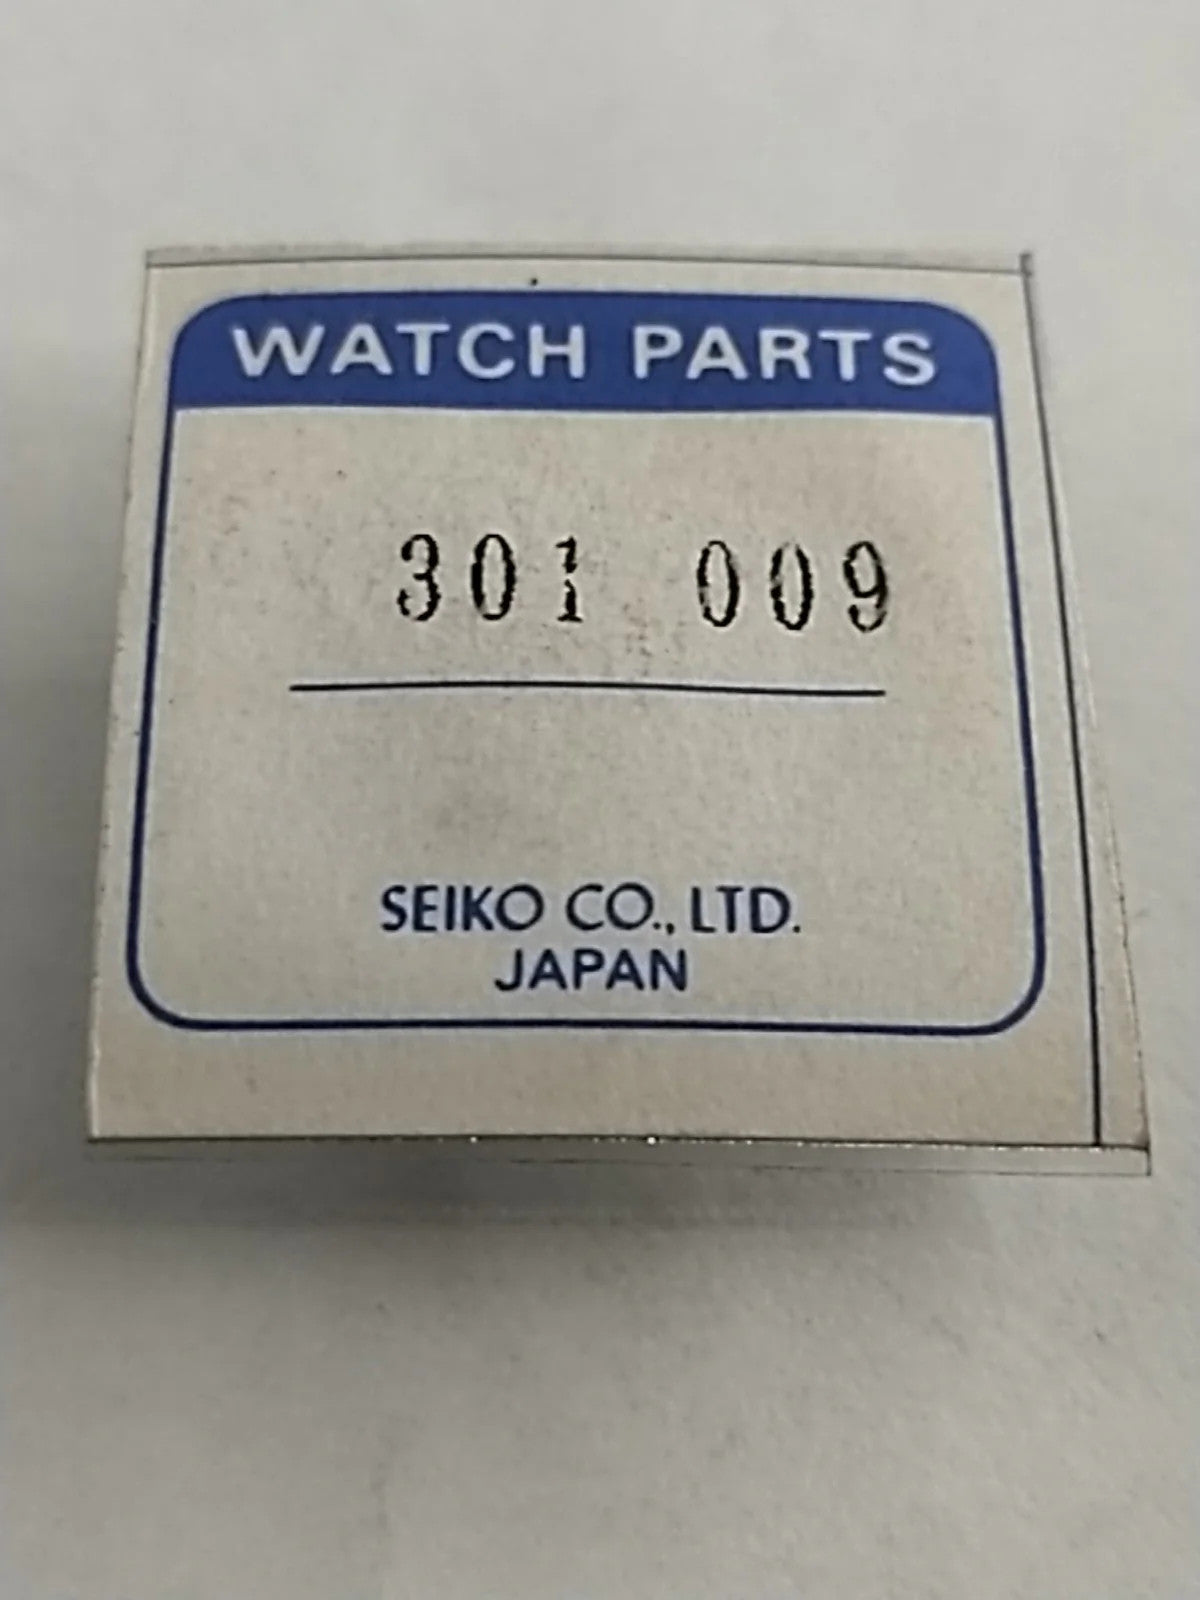 WATCH PARTS
301 009
SEIKO CO., LTD.
JAPAN